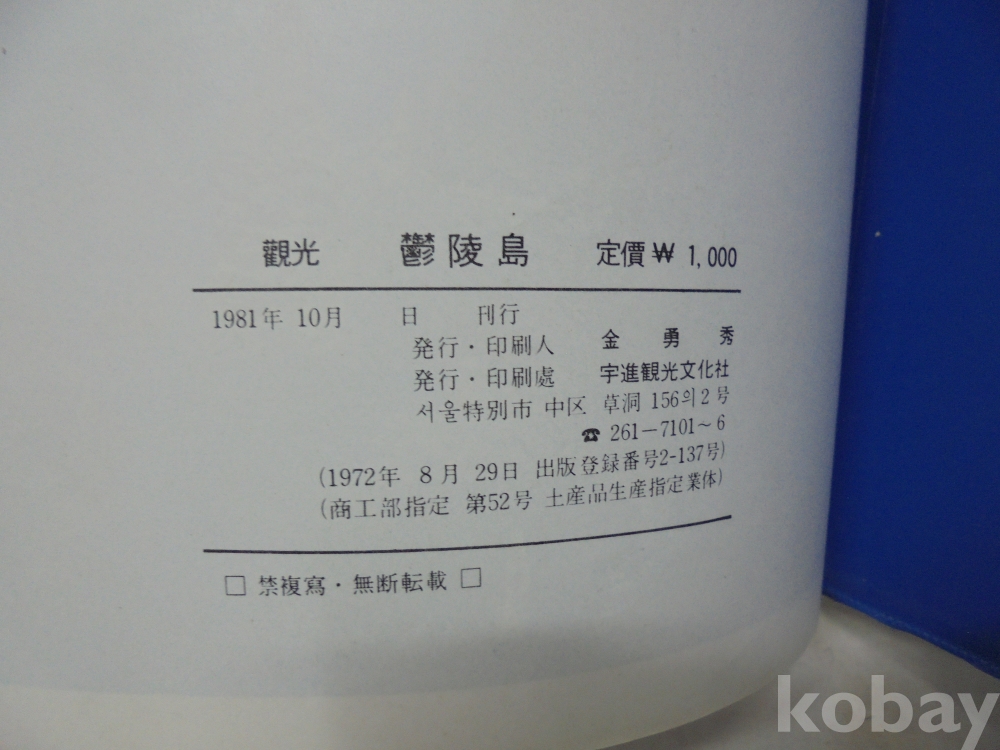 觀光 鬱陵島 定價₩ 1,000
1981年 10月 日 刊行
発行·印刷人 金勇秀
発行·印刷處 宇進観光文化社
서울特別市 中区 草洞 156의2号
☎ 261-7101~6
(1972年 8月 29日 出版登録番号2-137号)
(商工部指定 第52号 土産品生産指定業体)
□ 禁複寫·無断転載 □
kobay